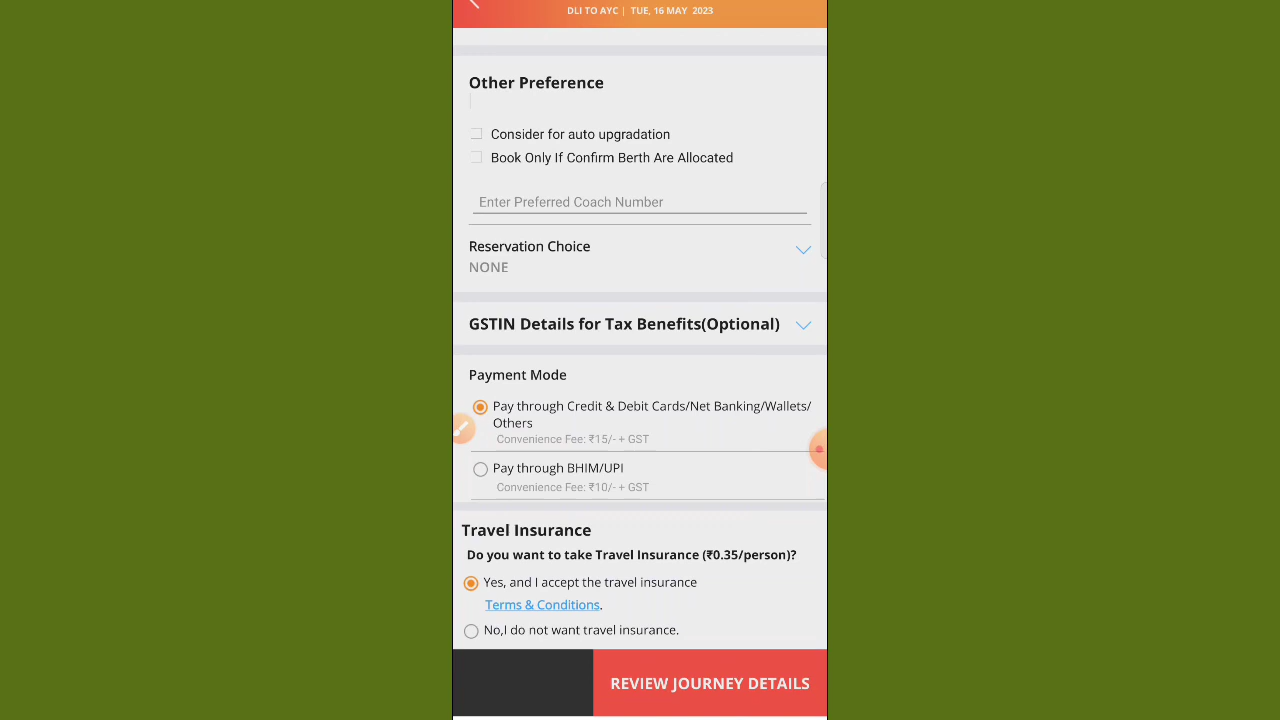 DLI TO AYC | TUE, 16 MAY 2023
Other Preference
Consider for auto upgradation
Book Only If Confirm Berth Are Allocated
Enter Preferred Coach Number
Reservation Choice
NONE
GSTIN Details for Tax Benefits(Optional)
Payment Mode
Pay through Credit & Debit Cards/Net Banking/Wallets/
Others
Convenience Fee: ₹15/- + GST
Pay through BHIM/UPI
Convenience Fee: ₹10/- + GST
Travel Insurance
Do you want to take Travel Insurance (₹0.35/person)?
Yes, and I accept the travel insurance
Terms & Conditions.
No,I do not want travel insurance.
REVIEW JOURNEY DETAILS